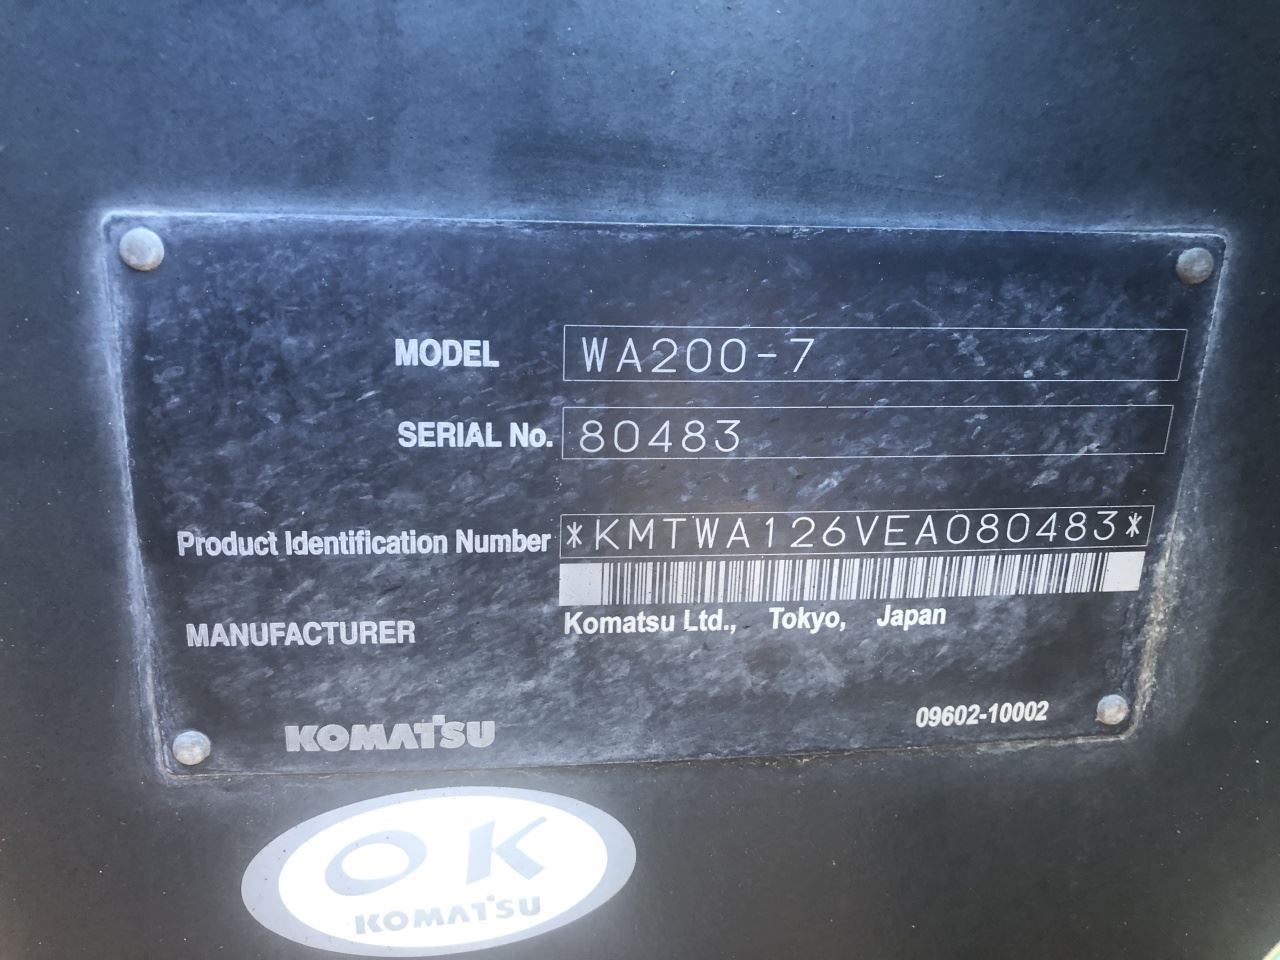 MODEL WA200-7
SERIAL No. 80483
Product Identification Number *KMTWA126VEA080483*
MANUFACTURER Komatsu Ltd., Tokyo, Japan
KOMATSU 09602-10002
OK
KOMATSU